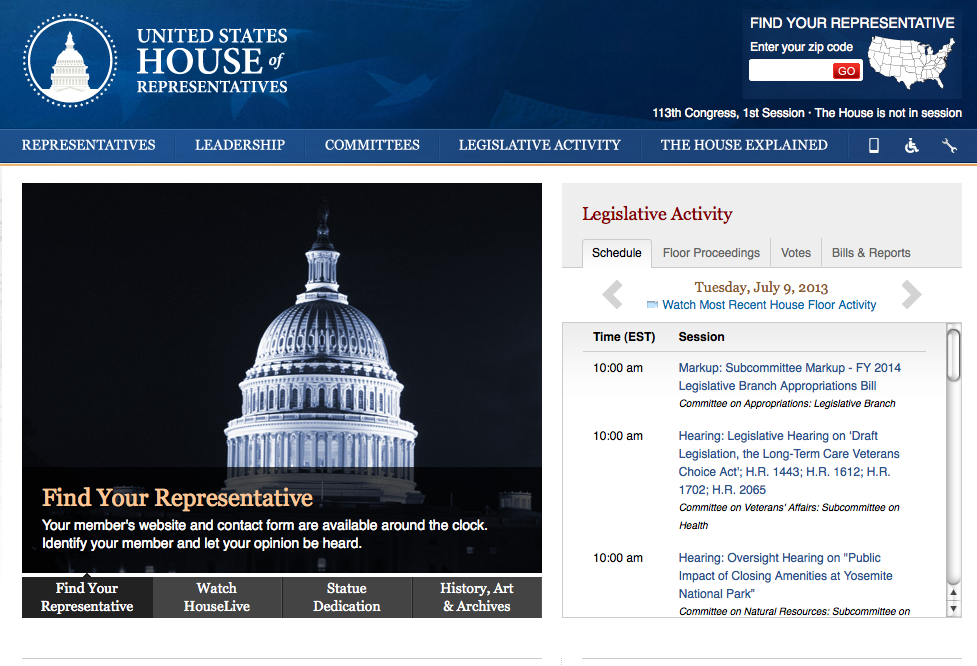 UNITED STATES
HOUSE of
REPRESENTATIVES
FIND YOUR REPRESENTATIVE
Enter your zip code
GO
113th Congress, 1st Session · The House is not in session
REPRESENTATIVES
LEADERSHIP
COMMITTEES
LEGISLATIVE ACTIVITY
THE HOUSE EXPLAINED
Find Your Representative
Your member's website and contact form are available around the clock.
Identify your member and let your opinion be heard.
Find Your
Representative
Watch
HouseLive
Statue
Dedication
History, Art
& Archives
Legislative Activity
Schedule
Floor Proceedings
Votes
Bills & Reports
Tuesday, July 9, 2013
Watch Most Recent House Floor Activity
Time (EST) Session
10:00 am Markup: Subcommittee Markup - FY 2014
Legislative Branch Appropriations Bill
Committee on Appropriations: Legislative Branch
10:00 am Hearing: Legislative Hearing on 'Draft
Legislation, the Long-Term Care Veterans
Choice Act'; H.R. 1443; H.R. 1612; H.R.
1702; H.R. 2065
Committee on Veterans' Affairs: Subcommittee on
Health
10:00 am Hearing: Oversight Hearing on "Public
Impact of Closing Amenities at Yosemite
National Park"
Committee on Natural Resources: Subcommittee on